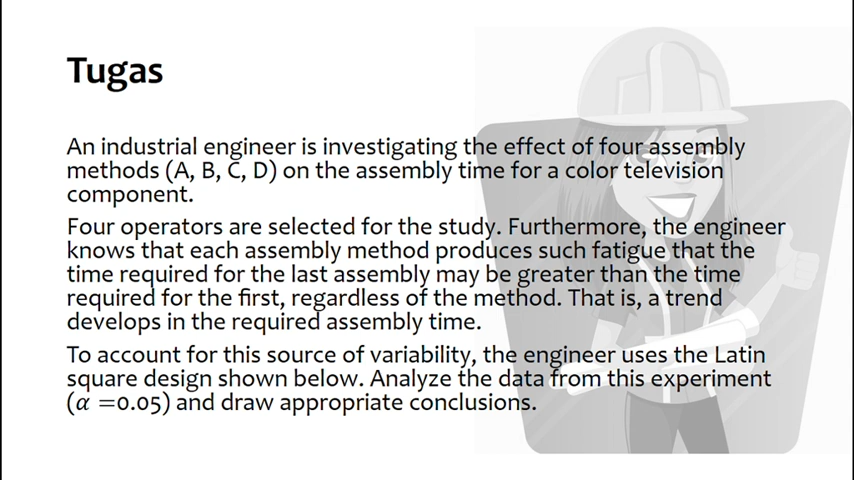 Tugas
An industrial engineer is investigating the effect of four assembly
methods (A, B, C, D) on the assembly time for a color television
component.
Four operators are selected for the study. Furthermore, the engineer
knows that each assembly method produces such fatigue that the
time required for the last assembly may be greater than the time
required for the first, regardless of the method. That is, a trend
develops in the required assembly time.
To account for this source of variability, the engineer uses the Latin
square design shown below. Analyze the data from this experiment
(α =0.05) and draw appropriate conclusions.